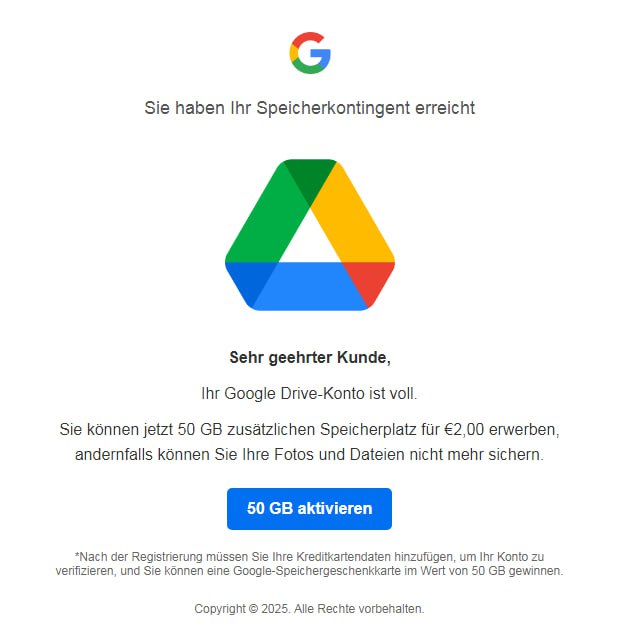 Sie haben Ihr Speicherkontingent erreicht
Sehr geehrter Kunde,
Ihr Google Drive-Konto ist voll.
Sie können jetzt 50 GB zusätzlichen Speicherplatz für €2,00 erwerben,
andernfalls können Sie Ihre Fotos und Dateien nicht mehr sichern.
50 GB aktivieren
*Nach der Registrierung müssen Sie Ihre Kreditkartendaten hinzufügen, um Ihr Konto zu
verifizieren, und Sie können eine Google-Speichergeschenkkarte im Wert von 50 GB gewinnen.
Copyright © 2025. Alle Rechte vorbehalten.